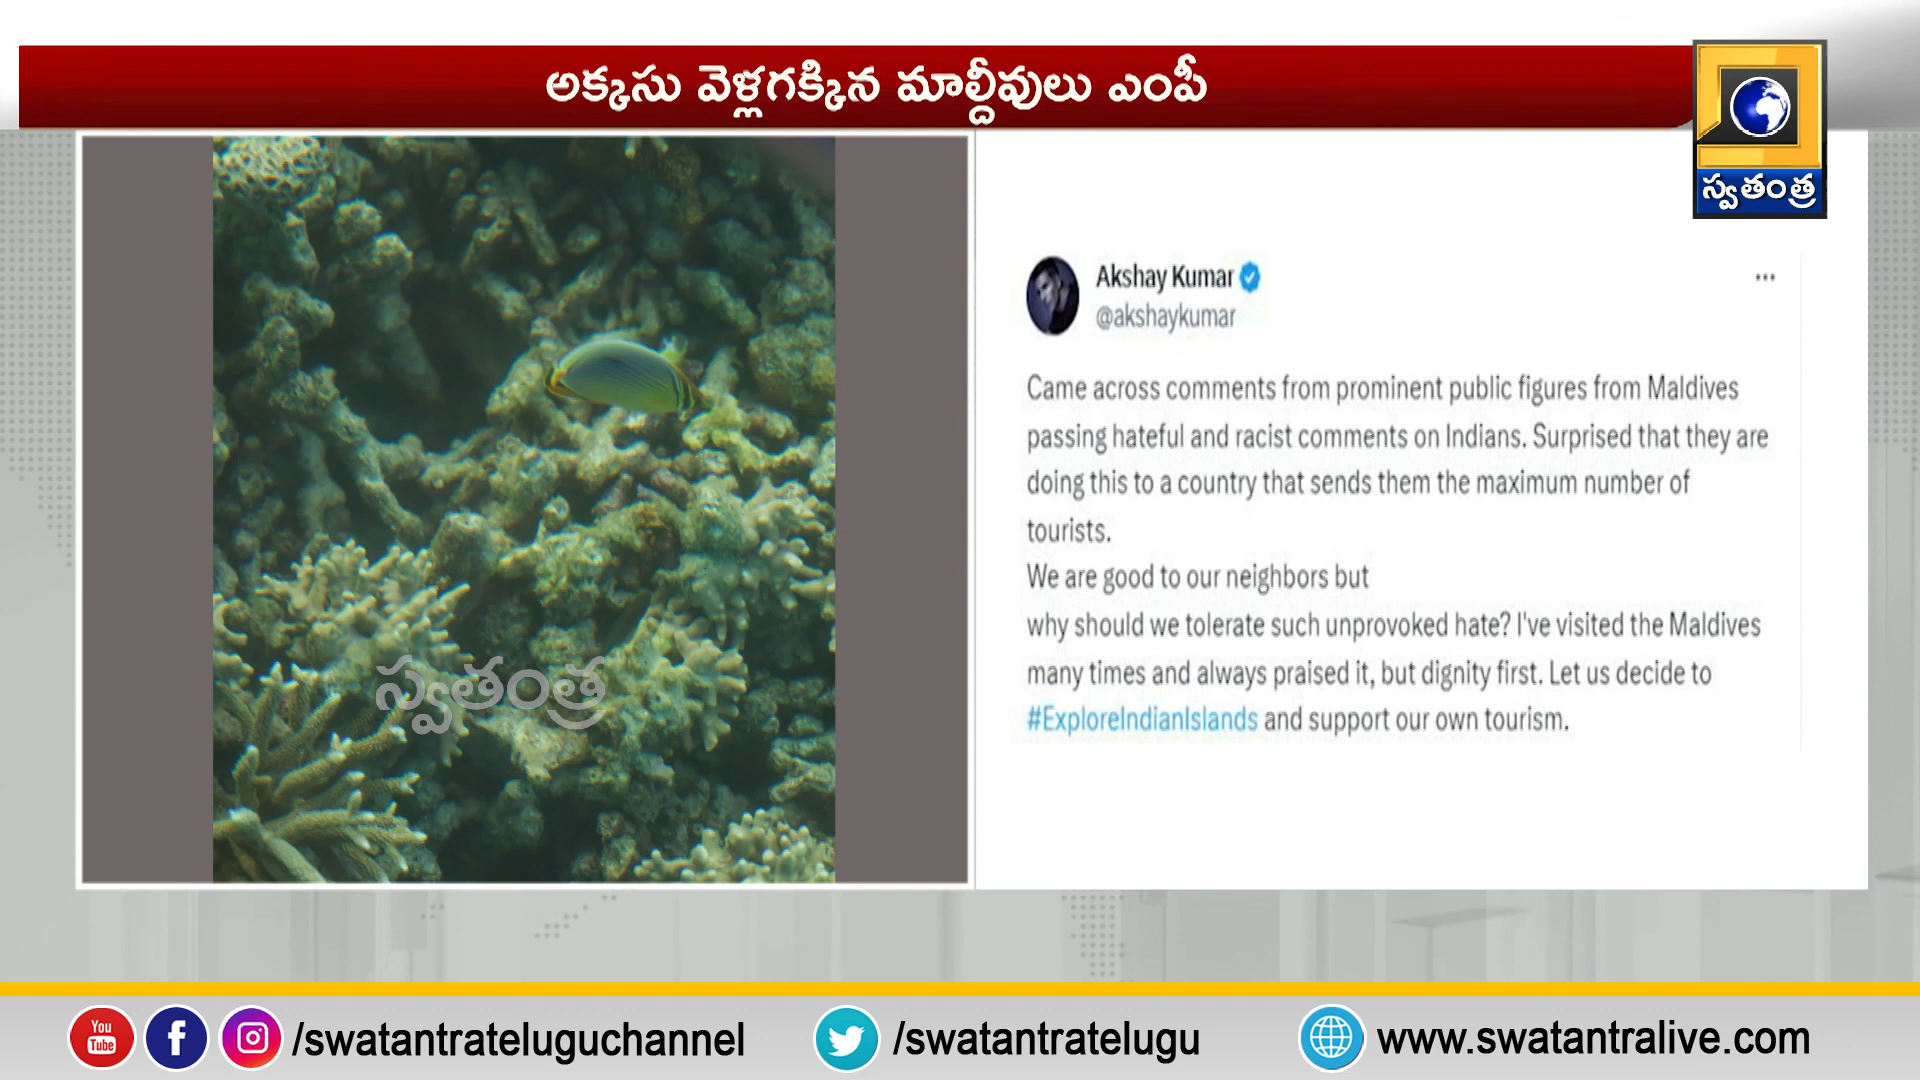 అక్కసు వెళ్లగక్కిన మాల్దీవులు ఎంపీ
స్వతంత్ర
Akshay Kumar
@akshaykumar
Came across comments from prominent public figures from Maldives
passing hateful and racist comments on Indians. Surprised that they are
doing this to a country that sends them the maximum number of
tourists.
We are good to our neighbors but
why should we tolerate such unprovoked hate? I've visited the Maldives
many times and always praised it, but dignity first. Let us decide to
#ExploreIndianIslands and support our own tourism.
స్వతంత్ర
You
Tube
/swatantrateluguchannel
/swatantratelugu
www.swatantralive.com